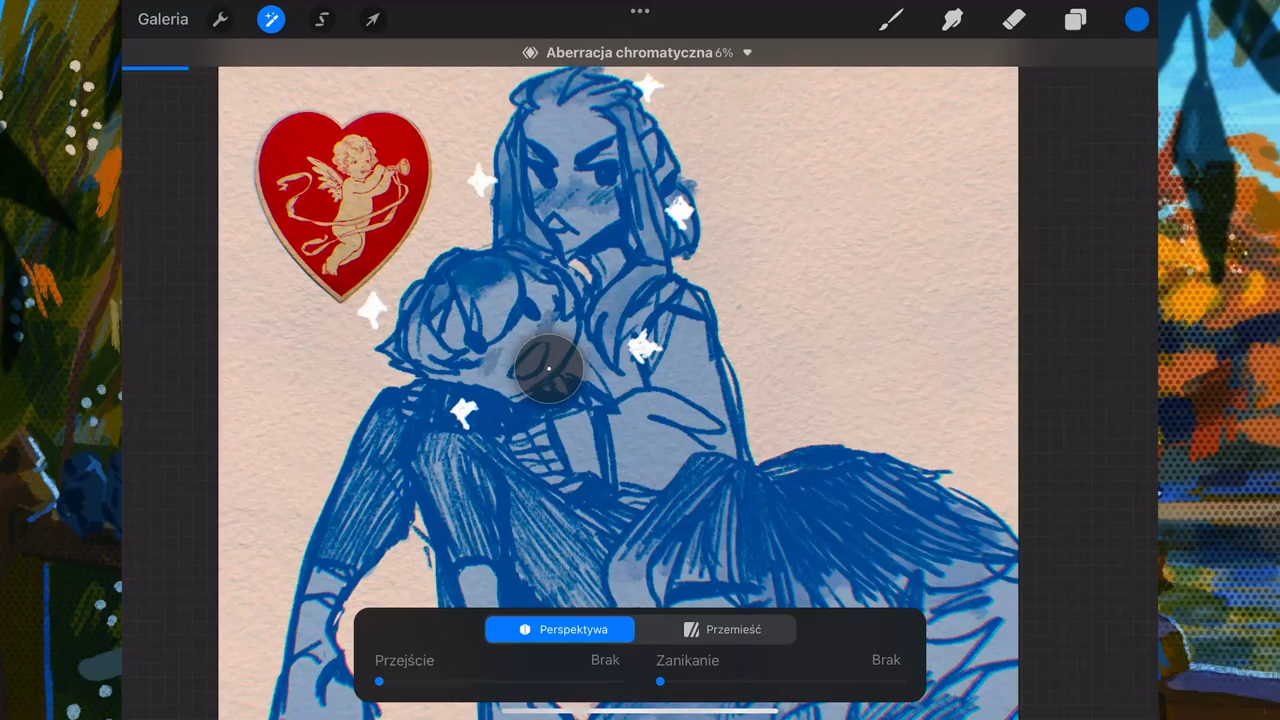 Galeria
Aberracja chromatyczna 6%
Perspektywa Przemieść
Przejście Brak Zanikanie Brak